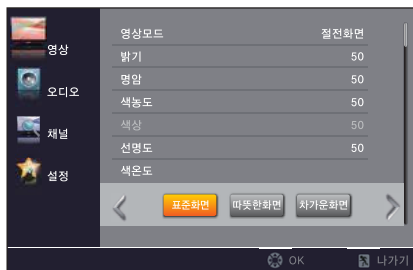 영상
오디오
채널
설정
영상모드 절전화면
밝기 50
명암 50
색농도 50
색상 50
선명도 50
색온도
표준화면 따뜻한화면 차가운화면
OK 나가기